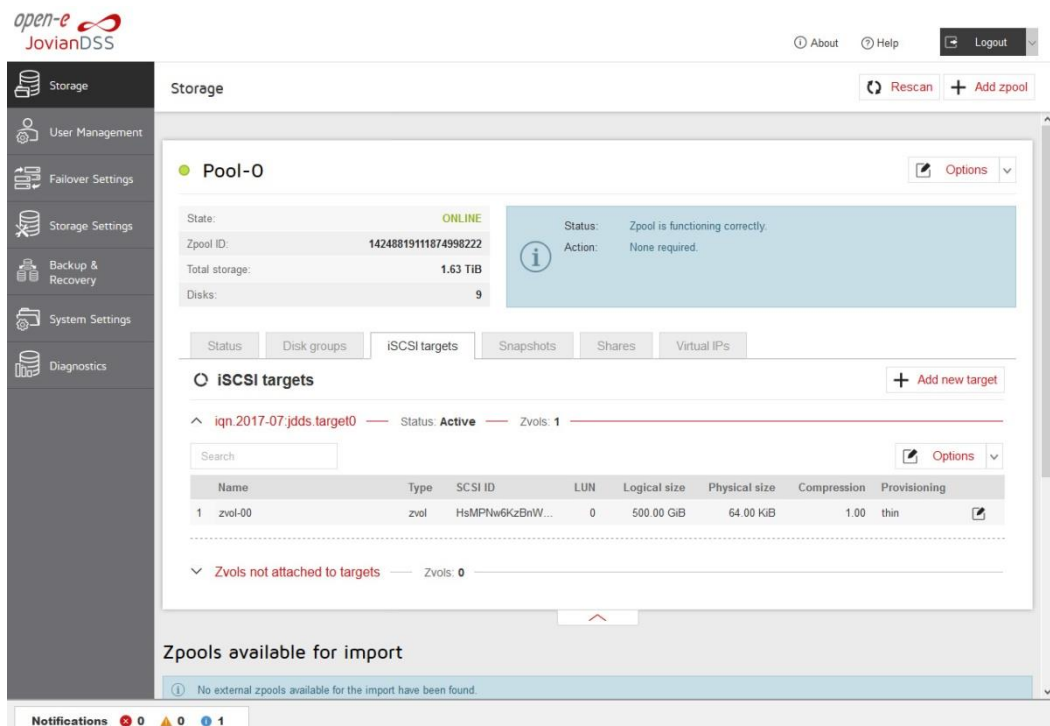 open-e
JovianDSS
About
Help
Logout
Storage
User Management
Failover Settings
Storage Settings
Backup &
Recovery
System Settings
Diagnostics
Storage
Rescan
Add zpool
Pool-0
Options
State: ONLINE
Zpool ID: 14248819111874998222
Total storage: 1.63 TiB
Disks: 9
Status: Zpool is functioning correctly.
Action: None required.
Status Disk groups iSCSI targets Snapshots Shares Virtual IPs
iSCSI targets
Add new target
iqn.2017-07:jdds.target0 Status: Active Zvols: 1
Search
Options
Name Type SCSI ID LUN Logical size Physical size Compression Provisioning
1 zvol-00 zvol HsMPNw6KzBnW... 0 500.00 GiB 64.00 KiB 1.00 thin
Zvols not attached to targets Zvols: 0
Zpools available for import
No external zpools available for the import have been found.
Notifications 0 0 1